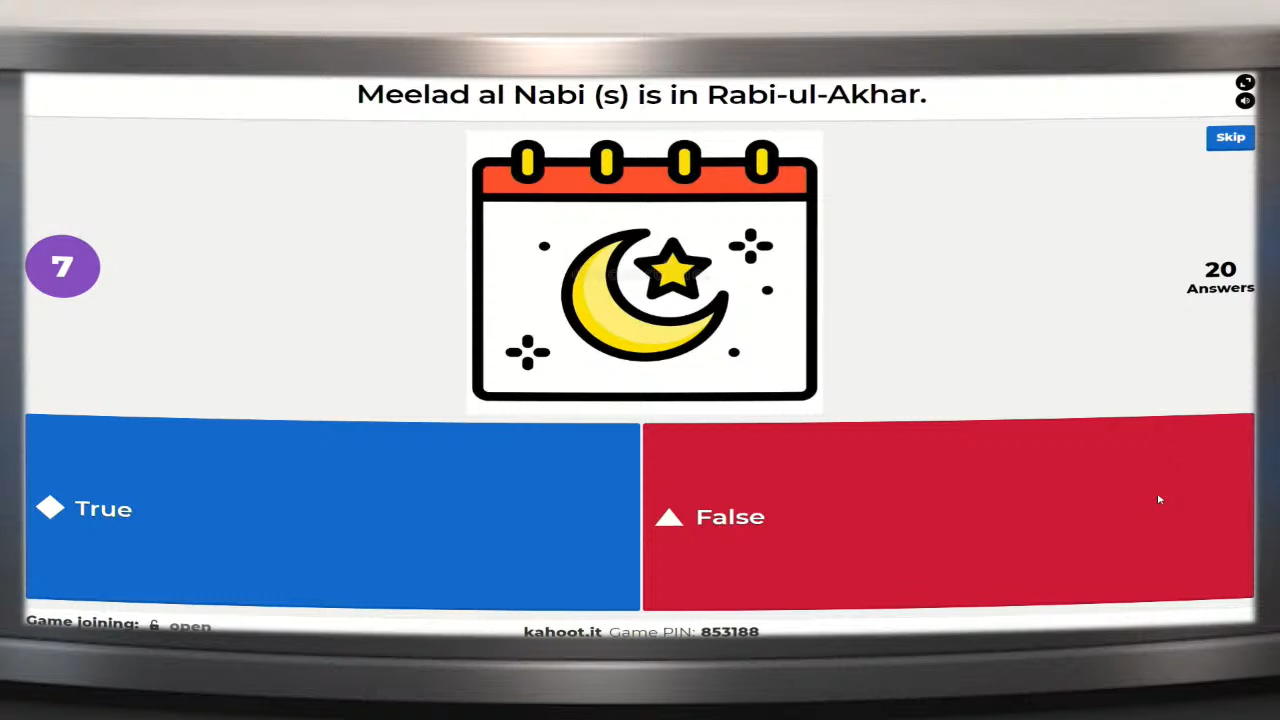 Meelad al Nabi (s) is in Rabi-ul-Akhar.
Skip
7
20
Answers
True
False
Game joining: open
kahoot.it Game PIN: 853188